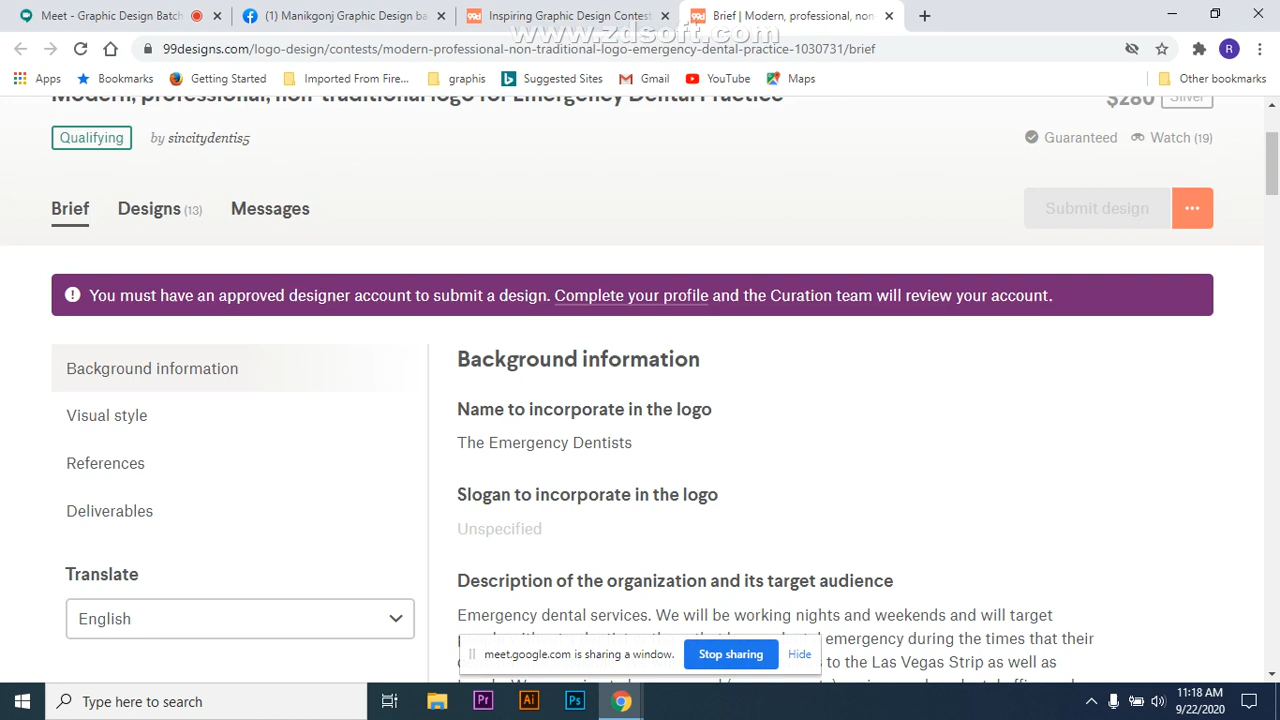 Meet - Graphic Design Batch
(1) Manikgonj Graphic Design b
Inspiring Graphic Design Contest
Brief | Modern, professional, non-
www.zdsoft.com
99designs.com/logo-design/contests/modern-professional-non-traditional-logo-emergency-dental-practice-1030731/brief
R
Apps
Bookmarks
Getting Started
Imported From Fire...
graphis
Suggested Sites
Gmail
YouTube
Maps
Other bookmarks
Modern, professional, non-traditional logo for Emergency Dental Practice
$280 Silver
Qualifying by sincitydentis5
Guaranteed Watch (19)
Brief Designs (13) Messages
Submit design
You must have an approved designer account to submit a design. Complete your profile and the Curation team will review your account.
Background information
Visual style
References
Deliverables
Translate
English
Background information
Name to incorporate in the logo
The Emergency Dentists
Slogan to incorporate in the logo
Unspecified
Description of the organization and its target audience
Emergency dental services. We will be working nights and weekends and will target
emergency during the times that their
to the Las Vegas Strip as well as
meet.google.com is sharing a window. Stop sharing Hide
Type here to search
Pr
Ai
Ps
11:18 AM
9/22/2020